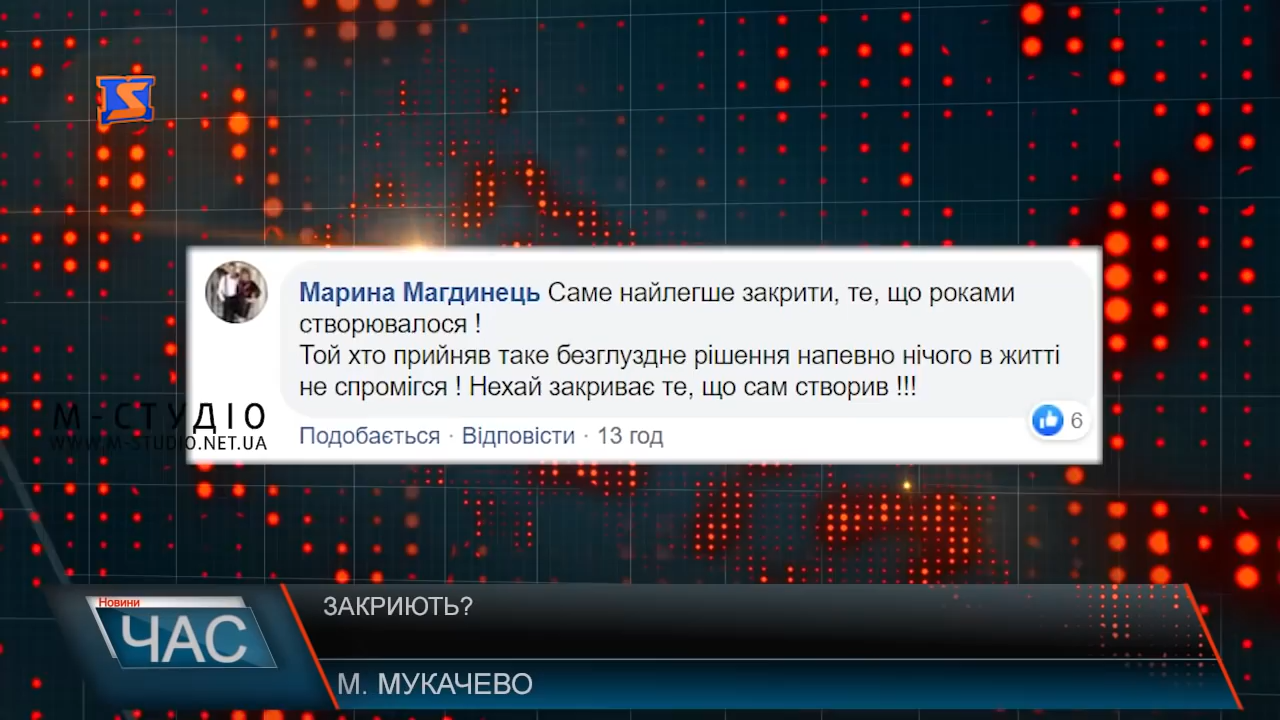 Марина Магдинець Саме найлегше закрити, те, що роками
створювалося !
Той хто прийняв таке безглуздне рішення напевно нічого в житті
не спромігся ! Нехай закриває те, що сам створив !!!
6
Подобається · Відповісти · 13 год
М-СТУДІО
WWW.M-STUDIO.NET.UA
Новини
ЧАС
ЗАКРИЮТЬ?
М. МУКАЧЕВО